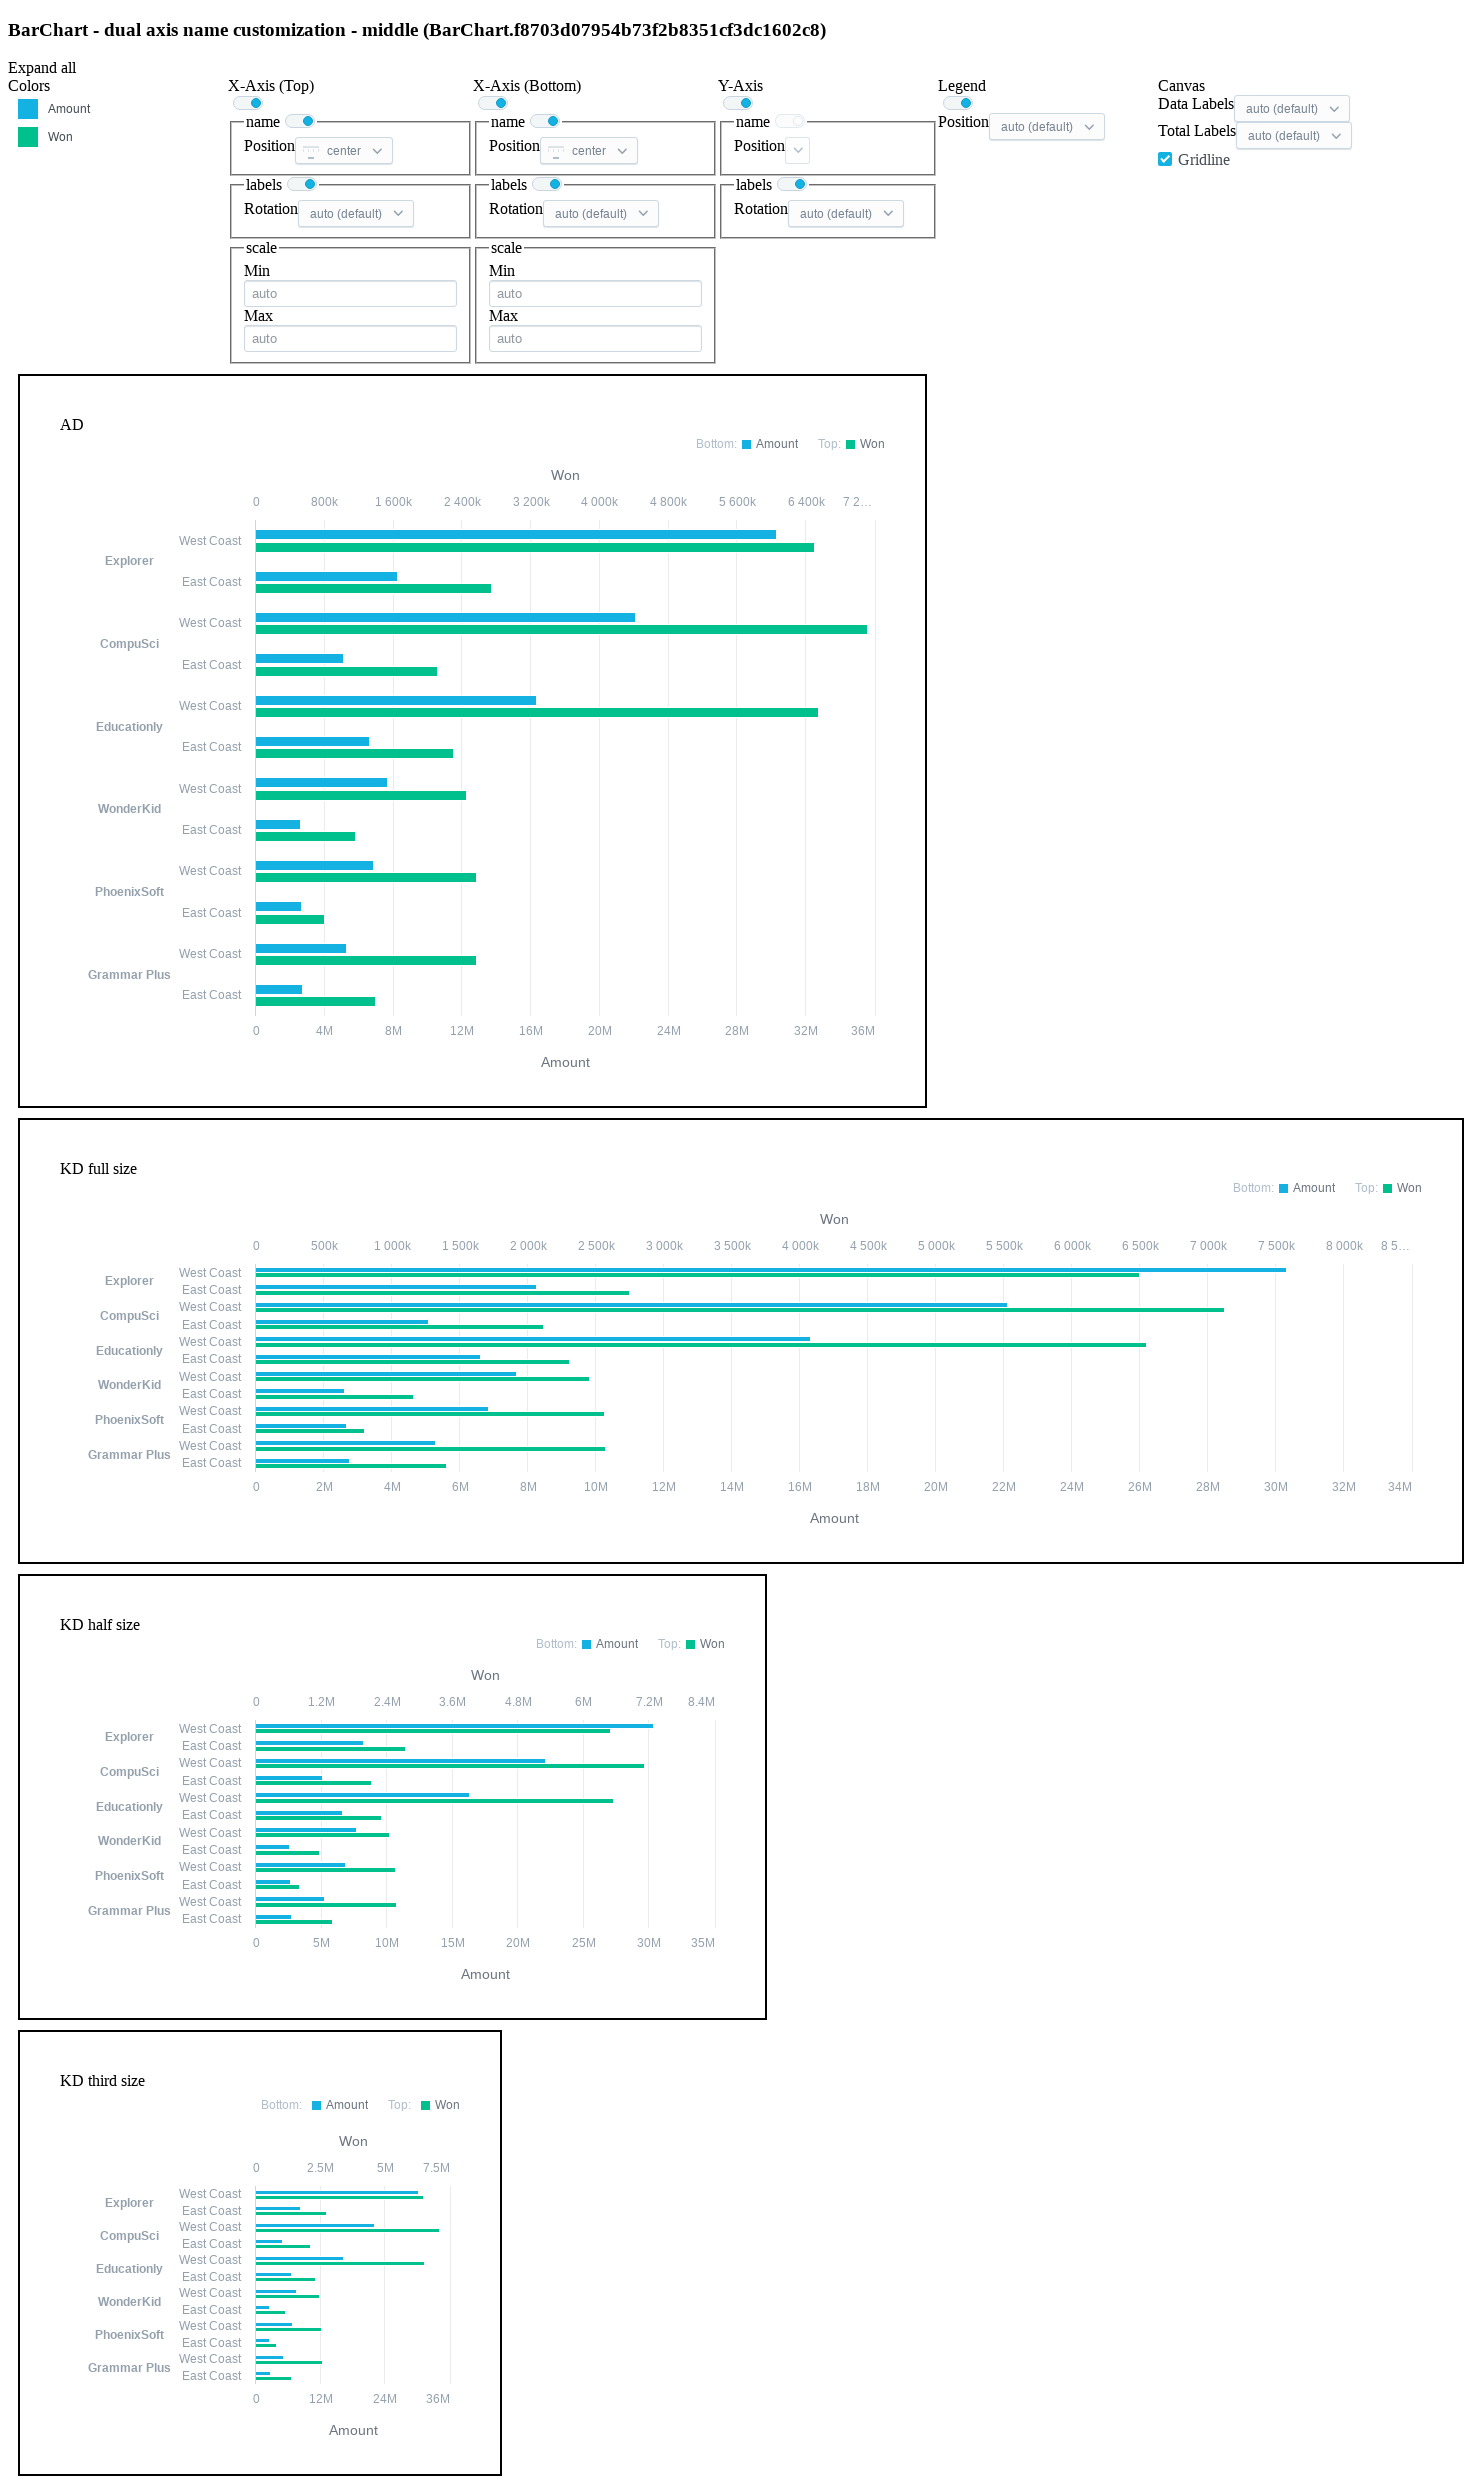 BarChart - dual axis name customization - middle (BarChart.f8703d07954b73f2b8351cf3dc1602c8)
Expand all
Colors
Amount
Won
X-Axis (Top)
name
Position center
labels
Rotation auto (default)
scale
Min
auto
Max
auto
X-Axis (Bottom)
name
Position center
labels
Rotation auto (default)
scale
Min
auto
Max
auto
Y-Axis
name
Position
labels
Rotation auto (default)
Legend
Position auto (default)
Canvas
Data Labels auto (default)
Total Labels auto (default)
Gridline
AD
Bottom: Amount Top: Won
Won
0 800k 1 600k 2 400k 3 200k 4 000k 4 800k 5 600k 6 400k 7 2…
West Coast
Explorer
East Coast
West Coast
CompuSci
East Coast
West Coast
Educationly
East Coast
West Coast
WonderKid
East Coast
West Coast
PhoenixSoft
East Coast
West Coast
Grammar Plus
East Coast
0 4M 8M 12M 16M 20M 24M 28M 32M 36M
Amount
KD full size
Bottom: Amount Top: Won
Won
0 500k 1 000k 1 500k 2 000k 2 500k 3 000k 3 500k 4 000k 4 500k 5 000k 5 500k 6 000k 6 500k 7 000k 7 500k 8 000k 8 5…
West Coast
Explorer
East Coast
West Coast
CompuSci
East Coast
West Coast
Educationly
East Coast
West Coast
WonderKid
East Coast
West Coast
PhoenixSoft
East Coast
West Coast
Grammar Plus
East Coast
0 2M 4M 6M 8M 10M 12M 14M 16M 18M 20M 22M 24M 26M 28M 30M 32M 34M
Amount
KD half size
Bottom: Amount Top: Won
Won
0 1.2M 2.4M 3.6M 4.8M 6M 7.2M 8.4M
West Coast
Explorer
East Coast
West Coast
CompuSci
East Coast
West Coast
Educationly
East Coast
West Coast
WonderKid
East Coast
West Coast
PhoenixSoft
East Coast
West Coast
Grammar Plus
East Coast
0 5M 10M 15M 20M 25M 30M 35M
Amount
KD third size
Bottom: Amount Top: Won
Won
0 2.5M 5M 7.5M
West Coast
Explorer
East Coast
West Coast
CompuSci
East Coast
West Coast
Educationly
East Coast
West Coast
WonderKid
East Coast
West Coast
PhoenixSoft
East Coast
West Coast
Grammar Plus
East Coast
0 12M 24M 36M
Amount